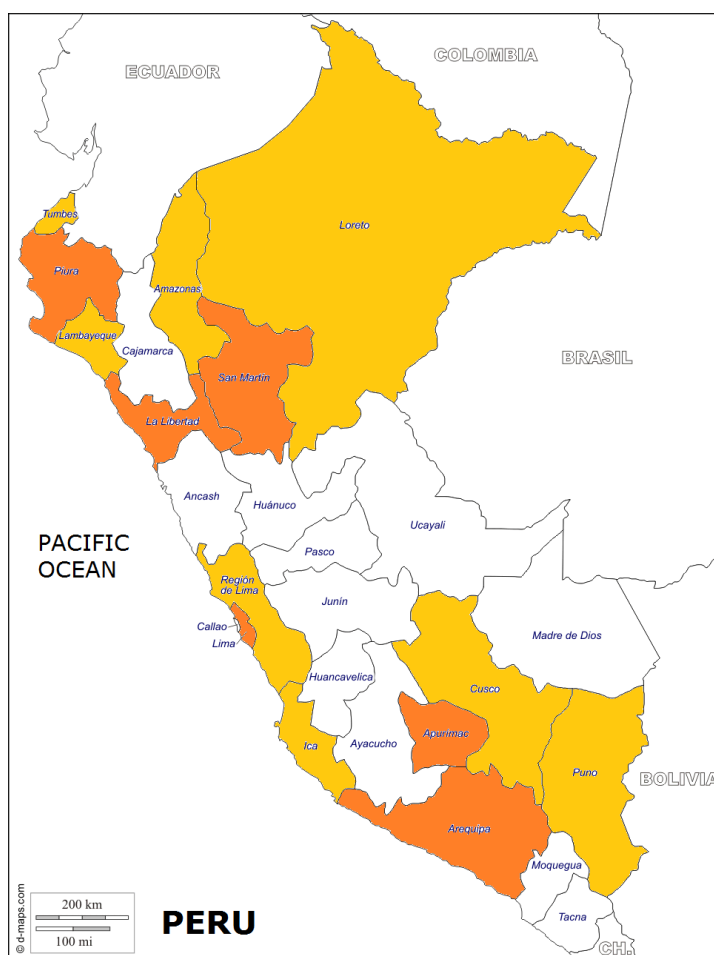 COLOMBIA
ECUADOR
Tumbes
Loreto
Piura
Amazonas
Lambayeque
Cajamarca
BRASIL
San Martín
La Libertad
Ancash
Huánuco
Ucayali
PACIFIC
OCEAN
Pasco
Región
de Lima
Junín
Callao
Lima
Madre de Dios
Huancavelica
Cusco
Apurímac
Ica
Ayacucho
Puno
BOLIVIA
Arequipa
Moquegua
200 km
100 mi
PERU
Tacna
CH.
© d-maps.com